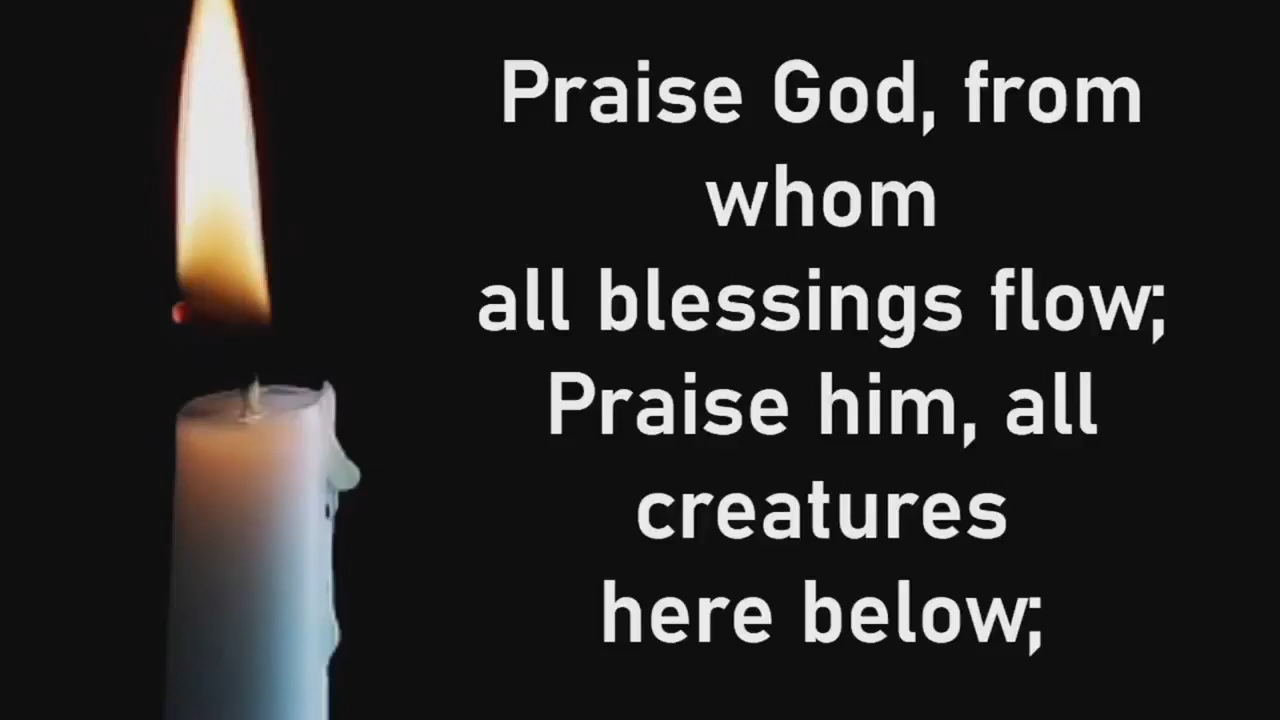 Praise God, from
whom
all blessings flow;
Praise him, all
creatures
here below;